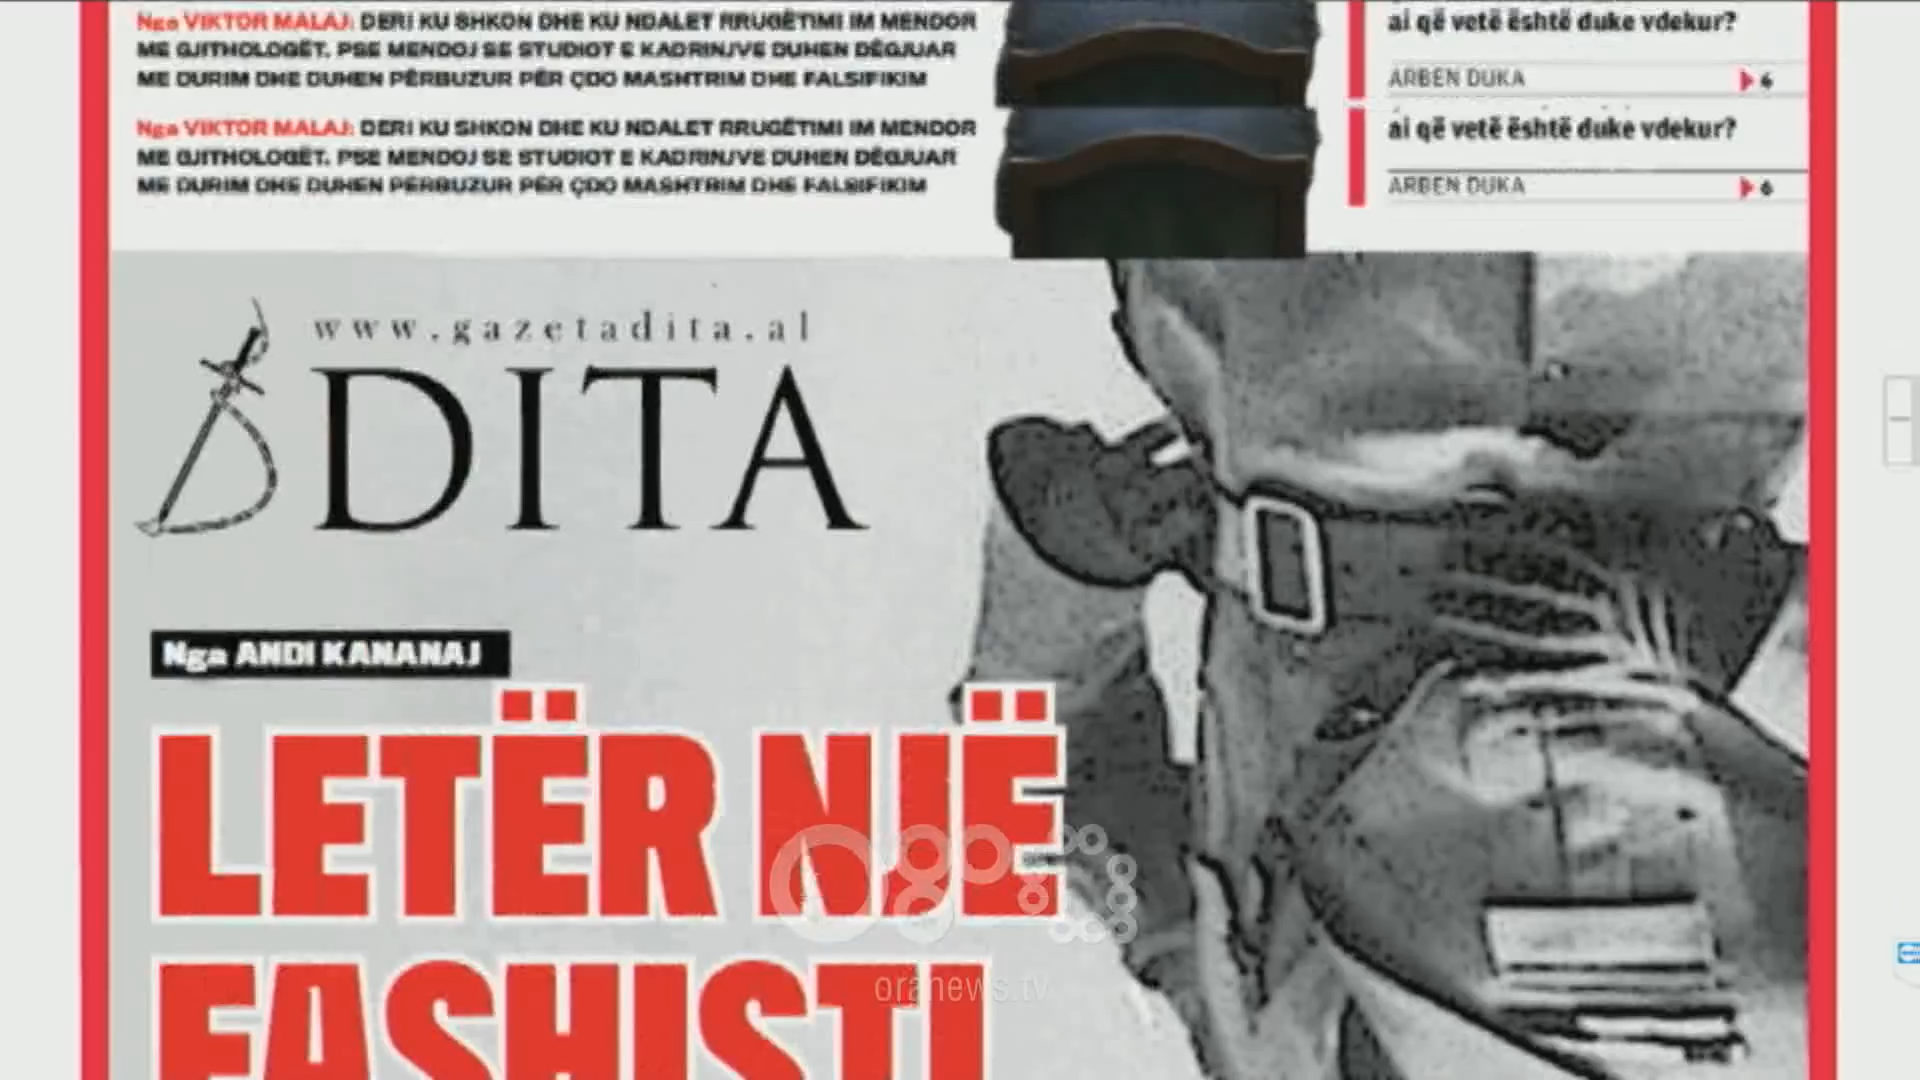 Nga VIKTOR MALAJ: DERI KU SHKON DHE KU NDALET RRUGËTIMI IM MENDOR
ME GJITHOLOGËT. PSE MENDOJ SE STUDIOT E KADRINJVE DUHEN DËGJUAR
ME DURIM DHE DUHEN PËRBUZUR PËR ÇDO MASHTRIM DHE FALSIFIKIM
ai që vetë është duke vdekur?
ARBEN DUKA 6
Nga VIKTOR MALAJ: DERI KU SHKON DHE KU NDALET RRUGËTIMI IM MENDOR
ME GJITHOLOGËT. PSE MENDOJ SE STUDIOT E KADRINJVE DUHEN DËGJUAR
ME DURIM DHE DUHEN PËRBUZUR PËR ÇDO MASHTRIM DHE FALSIFIKIM
ai që vetë është duke vdekur?
ARBEN DUKA 6
www.gazetadita.al
DITA
Nga ANDI KANANAJ
LETËR NJË
FASHISTI
oranews.tv